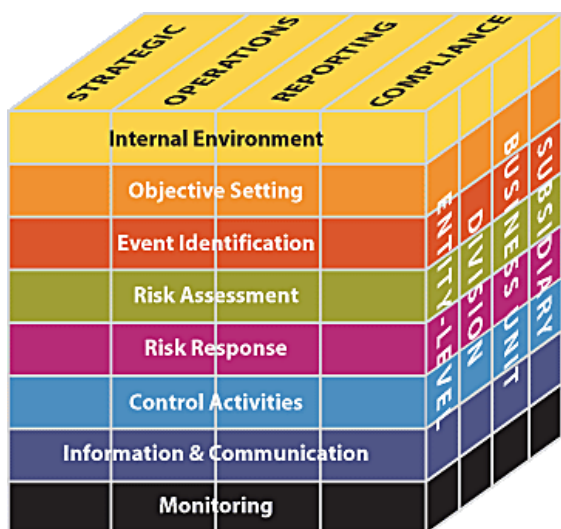 STRATEGIC
OPERATIONS
REPORTING
COMPLIANCE
Internal Environment
Objective Setting
Event Identification
Risk Assessment
Risk Response
Control Activities
Information & Communication
Monitoring
ENTITY-LEVEL
DIVISION
BUSINESS UNIT
SUBSIDIARY